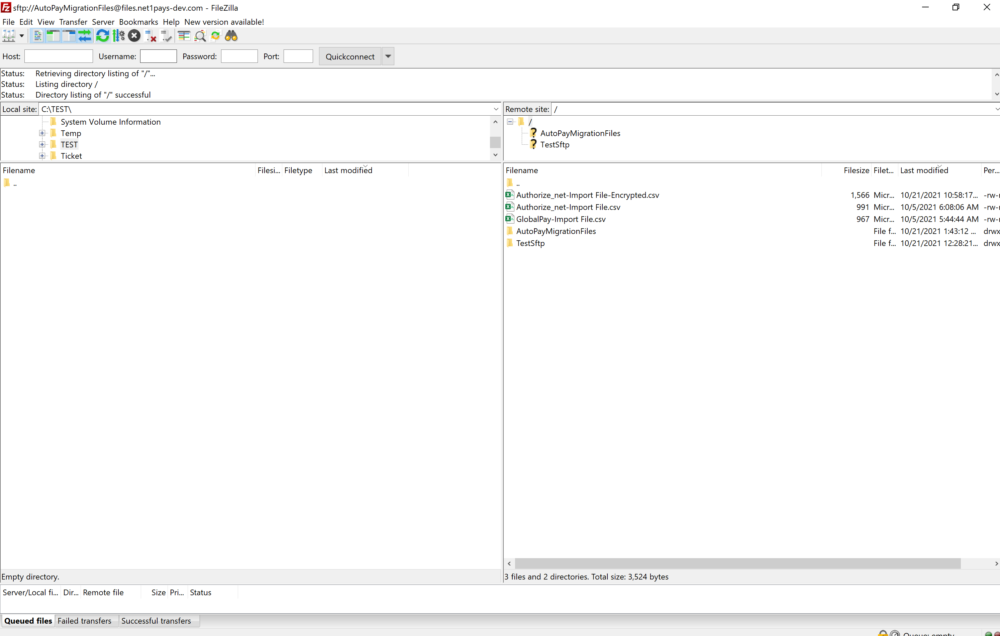 sftp://AutoPayMigrationFiles@files.net1pays-dev.com - FileZilla
File Edit View Transfer Server Bookmarks Help New version available!
Host: Username: Password: Port: Quickconnect
Status: Retrieving directory listing of "/"...
Status: Listing directory /
Status: Directory listing of "/" successful
Local site: C:\TEST\
System Volume Information
Temp
TEST
Ticket
Remote site: /
/
AutoPayMigrationFiles
TestSftp
Filename Filesi... Filetype Last modified
..
Empty directory.
Filename Filesize Filet... Last modified Per...
..
Authorize_net-Import File-Encrypted.csv 1,566 Micr... 10/21/2021 10:58:17... -rw-r
Authorize_net-Import File.csv 991 Micr... 10/5/2021 6:08:06 AM -rw-r
GlobalPay-Import File.csv 967 Micr... 10/5/2021 5:44:44 AM -rw-r
AutoPayMigrationFiles File f... 10/21/2021 1:43:12 ... drwx
TestSftp File f... 10/21/2021 12:28:21... drwx
3 files and 2 directories. Total size: 3,524 bytes
Server/Local fi... Dir... Remote file Size Pri... Status
Queued files Failed transfers Successful transfers
Queue: empty